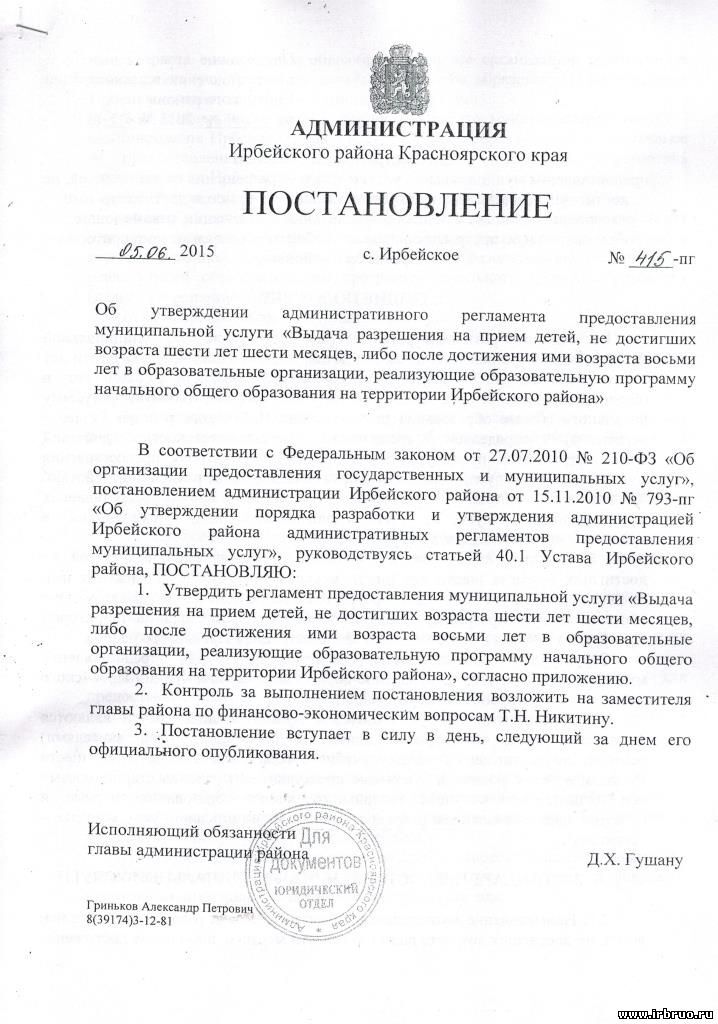 АДМИНИСТРАЦИЯ
Ирбейского района Красноярского края
ПОСТАНОВЛЕНИЕ
05.06. 2015 с. Ирбейское № 415-пг
Об утверждении административного регламента предоставления
муниципальной услуги «Выдача разрешения на прием детей, не достигших
возраста шести лет шести месяцев, либо после достижения ими возраста восьми
лет в образовательные организации, реализующие образовательную программу
начального общего образования на территории Ирбейского района»
В соответствии с Федеральным законом от 27.07.2010 № 210-ФЗ «Об
организации предоставления государственных и муниципальных услуг»,
постановлением администрации Ирбейского района от 15.11.2010 № 793-пг
«Об утверждении порядка разработки и утверждения администрацией
Ирбейского района административных регламентов предоставления
муниципальных услуг», руководствуясь статьей 40.1 Устава Ирбейского
района, ПОСТАНОВЛЯЮ:
1. Утвердить регламент предоставления муниципальной услуги «Выдача
разрешения на прием детей, не достигших возраста шести лет шести месяцев,
либо после достижения ими возраста восьми лет в образовательные
организации, реализующие образовательную программу начального общего
образования на территории Ирбейского района», согласно приложению.
2. Контроль за выполнением постановления возложить на заместителя
главы района по финансово-экономическим вопросам Т.Н. Никитину.
3. Постановление вступает в силу в день, следующий за днем его
официального опубликования.
Исполняющий обязанности
главы администрации района Д.Х. Гушану
Администрация Ирбейского района Красноярского края
Для
документов
ЮРИДИЧЕСКИЙ
ОТДЕЛ
Гриньков Александр Петрович
8(39174)3-12-81
www.irbruo.ru